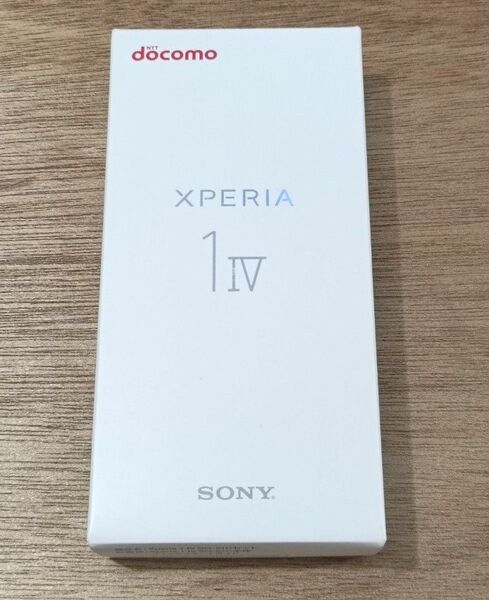 NTT
docomo
XPERIA
1 IV
SONY